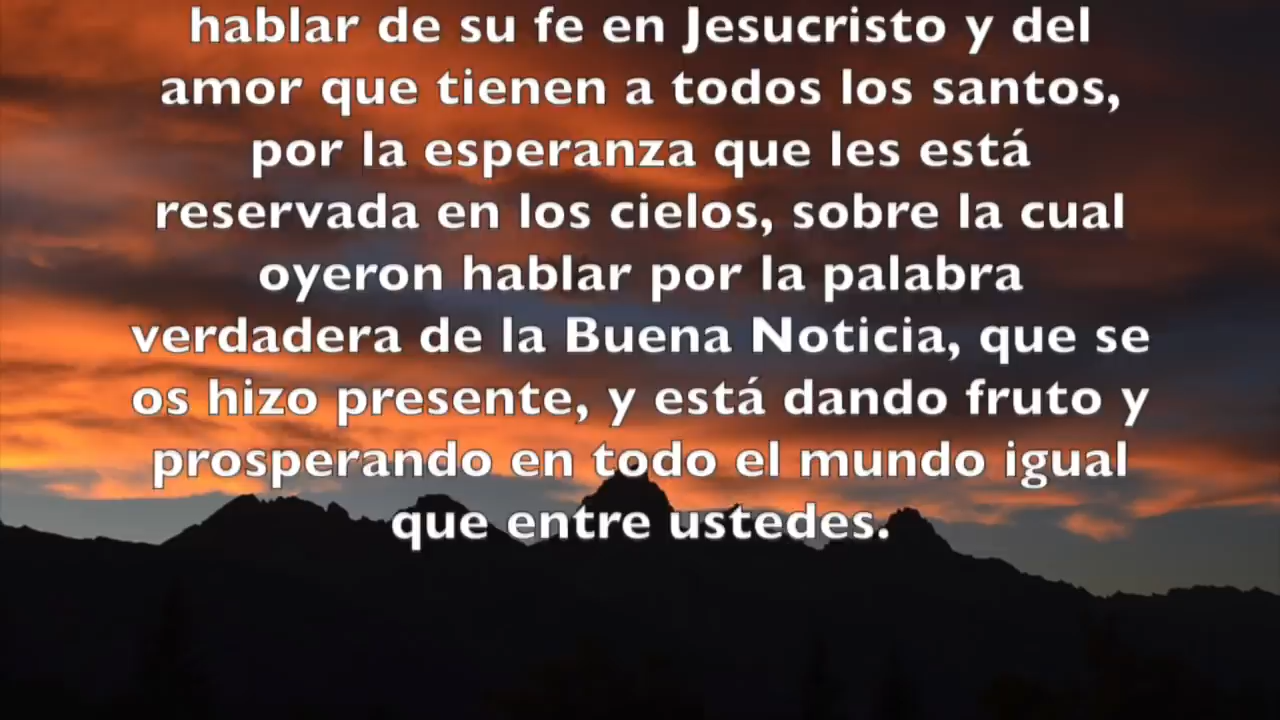 hablar de su fe en Jesucristo y del
amor que tienen a todos los santos,
por la esperanza que les está
reservada en los cielos, sobre la cual
oyeron hablar por la palabra
verdadera de la Buena Noticia, que se
os hizo presente, y está dando fruto y
prosperando en todo el mundo igual
que entre ustedes.